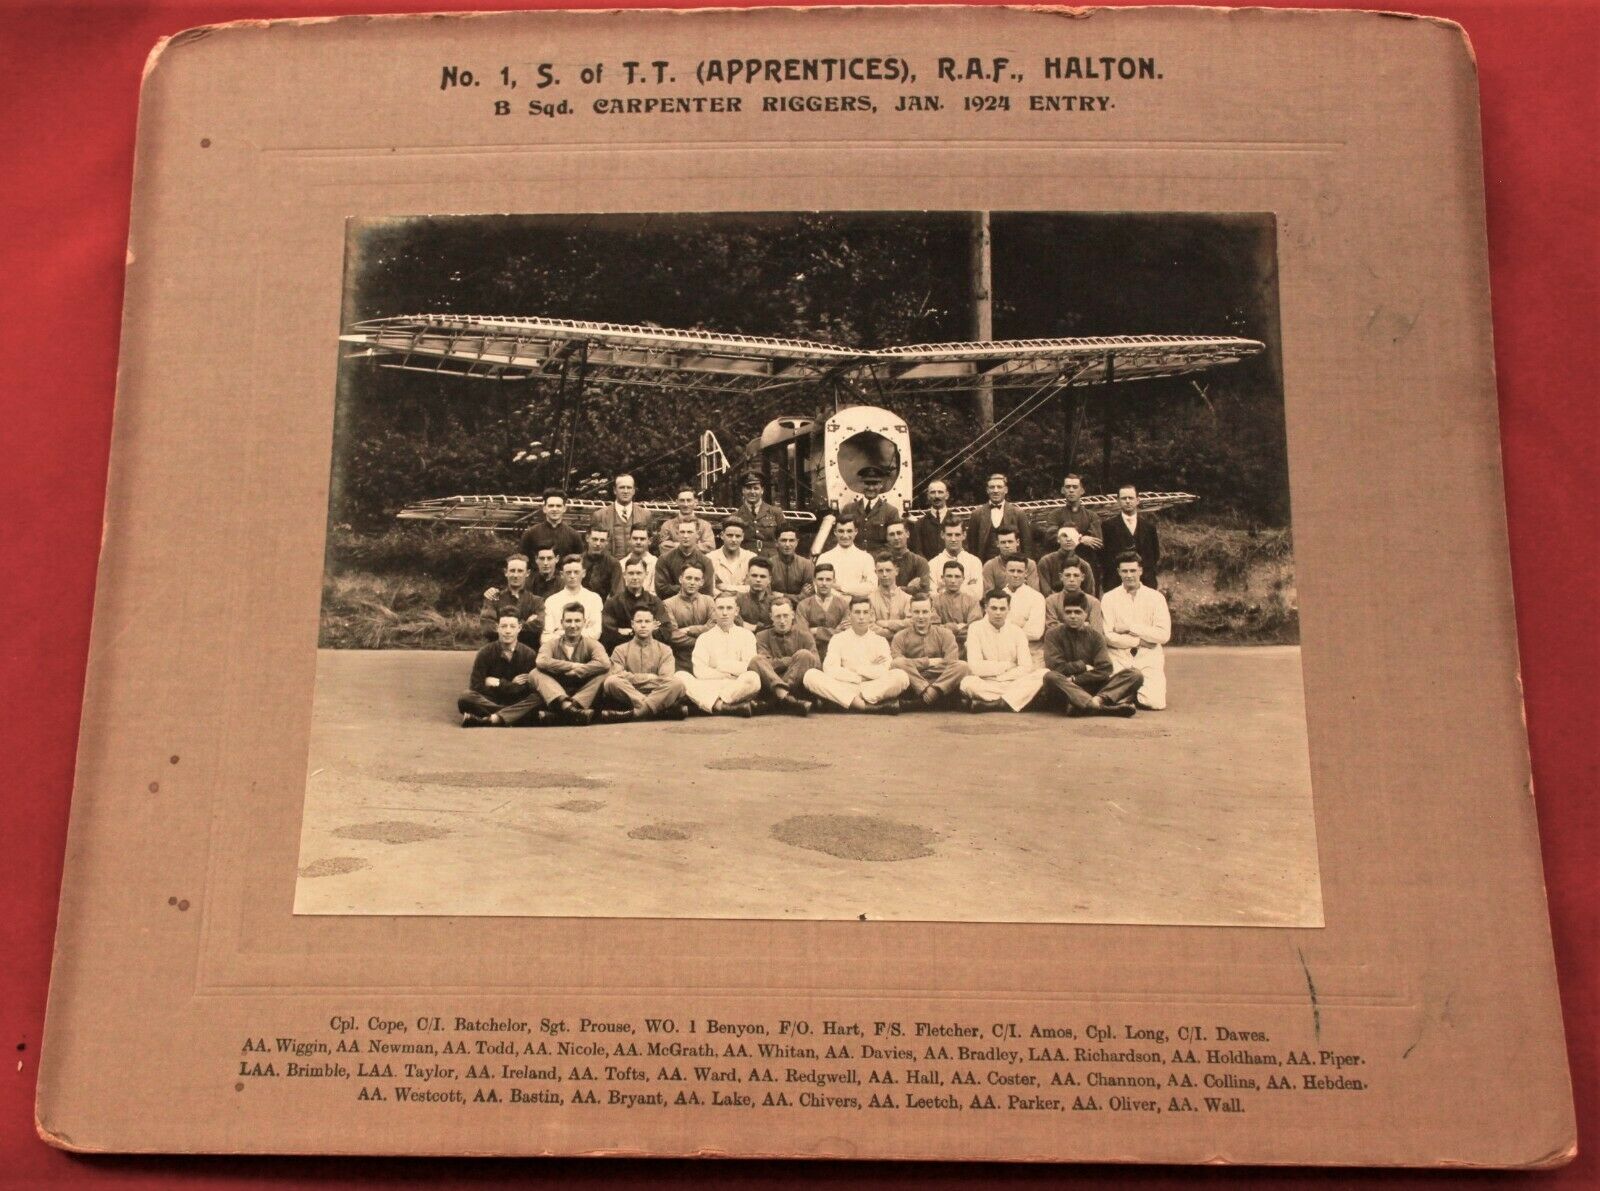 No. 1, S. of T.T. (APPRENTICES), R.A.F., HALTON.
B Sqd. CARPENTER RIGGERS, JAN. 1924 ENTRY.
Cpl. Cope, C/I. Batchelor, Sgt. Prouse, WO. 1 Benyon, F/O. Hart, F/S. Fletcher, C/I. Amos, Cpl. Long, C/I. Dawes.
AA. Wiggin, AA Newman, AA. Todd, AA. Nicole, AA. McGrath, AA. Whitan, AA. Davies, AA. Bradley, LAA. Richardson, AA. Holdham, AA. Piper.
LAA. Brimble, LAA. Taylor, AA. Ireland, AA. Tofts, AA. Ward, AA. Redgwell, AA. Hall, AA. Coster, AA. Channon, AA. Collins, AA. Hebden.
AA. Westcott, AA. Bastin, AA. Bryant, AA. Lake, AA. Chivers, AA. Leetch, AA. Parker, AA. Oliver, AA. Wall.